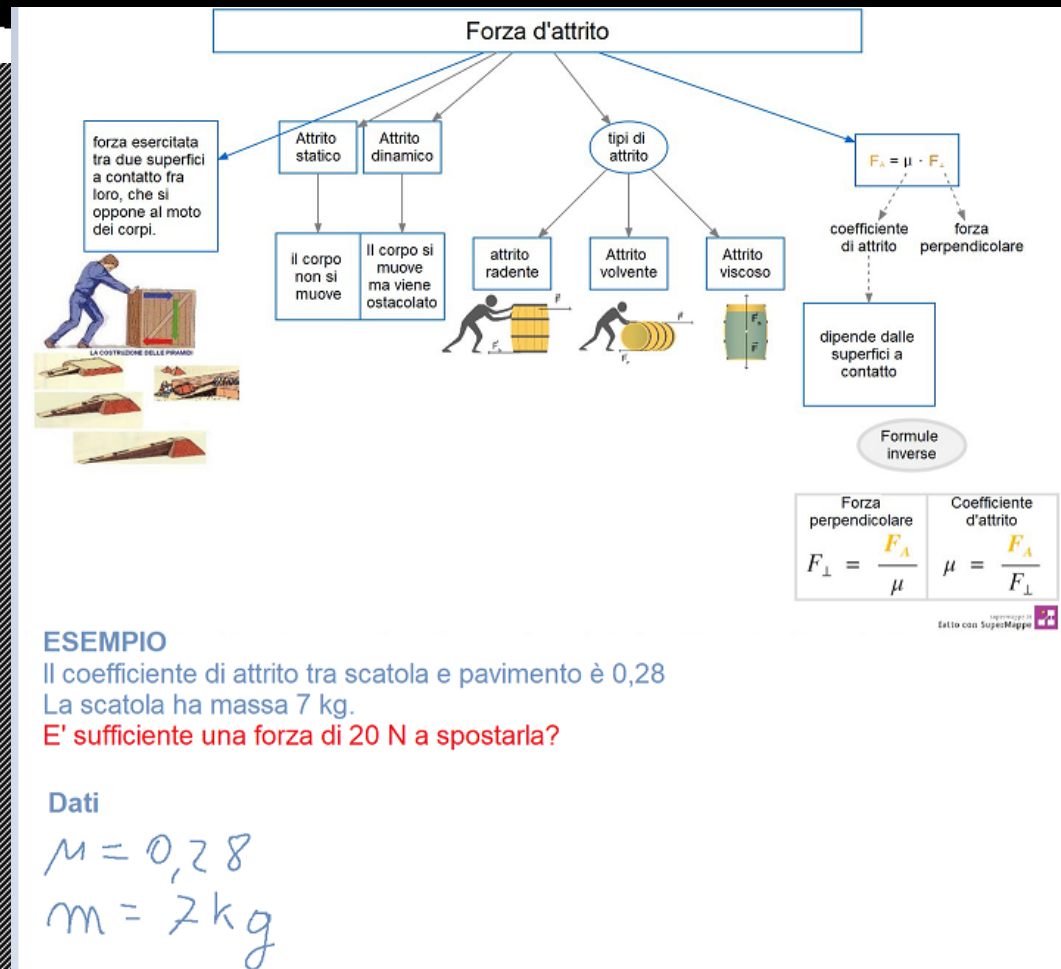 Forza d'attrito
forza esercitata
tra due superfici
a contatto fra
loro, che si
oppone al moto
dei corpi.
Attrito
statico
Attrito
dinamico
tipi di
attrito
F_A = μ · F_⊥
coefficiente
di attrito
forza
perpendicolare
il corpo
non si
muove
Il corpo si
muove
ma viene
ostacolato
attrito
radente
Attrito
volvente
Attrito
viscoso
dipende dalle
superfici a
contatto
LA COSTRUZIONE DELLE PIRAMIDI
Formule
inverse
Forza
perpendicolare
F_⊥ = F_A / μ
Coefficiente
d'attrito
μ = F_A / F_⊥
supermappe.it
fatto con SuperMappe
ESEMPIO
Il coefficiente di attrito tra scatola e pavimento è 0,28
La scatola ha massa 7 kg.
E' sufficiente una forza di 20 N a spostarla?
Dati
μ = 0,28
m = 7 kg